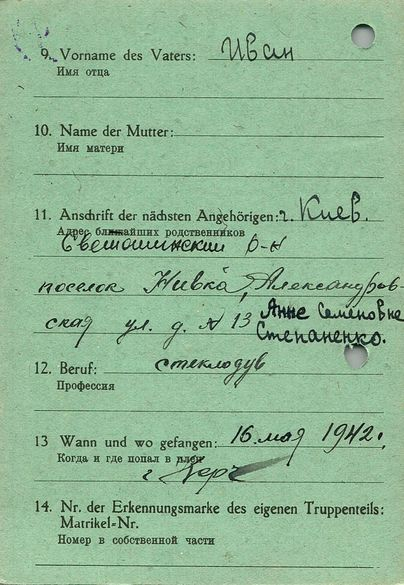 9. Vorname des Vaters: Иван
Имя отца
10. Name der Mutter:
Имя матери
11. Anschrift der nächsten Angehörigen: г. Киев.
Адрес ближайших родственников
Светошинский р-н
поселок Нивка, Александров-
ская ул. д. № 13 Анне Семеновне
Степаненко.
12. Beruf: стеклодув
Профессия
13 Wann und wo gefangen: 16. мая 1942г
Когда и где попал в плен
г Керч
14. Nr. der Erkennungsmarke des eigenen Truppenteils:
Matrikel-Nr.
Номер в собственной части